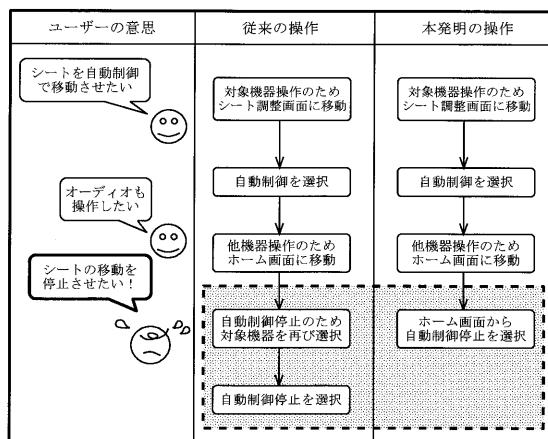 ユーザーの意思
従来の操作
本発明の操作
シートを自動制御
で移動させたい
オーディオも
操作したい
シートの移動を
停止させたい！
対象機器操作のため
シート調整画面に移動
自動制御を選択
他機器操作のため
ホーム画面に移動
自動制御停止のため
対象機器を再び選択
自動制御停止を選択
対象機器操作のため
シート調整画面に移動
自動制御を選択
他機器操作のため
ホーム画面に移動
ホーム画面から
自動制御停止を選択